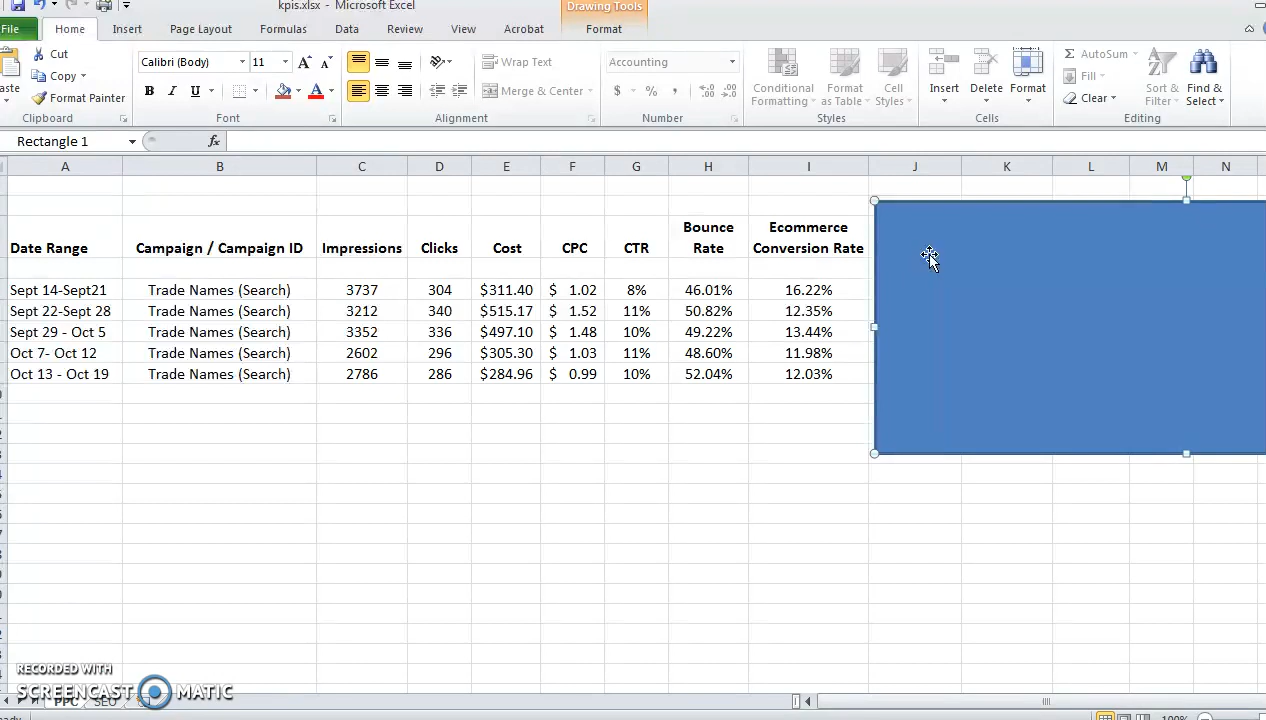 kpis.xlsx - Microsoft Excel
Drawing Tools
File Home Insert Page Layout Formulas Data Review View Acrobat Format
Cut
Copy
Format Painter
Clipboard
Calibri (Body) 11
B I U A
Font
Wrap Text
Merge & Center
Alignment
Accounting
$ % ,
Number
Conditional Formatting
Format as Table
Cell Styles
Styles
Insert Delete Format
Cells
AutoSum
Fill
Clear
Sort & Filter
Find & Select
Editing
Rectangle 1 fx
A B C D E F G H I J K L M N
Date Range Campaign / Campaign ID Impressions Clicks Cost CPC CTR Bounce Rate Ecommerce Conversion Rate
Sept 14-Sept21 Trade Names (Search) 3737 304 $311.40 $ 1.02 8% 46.01% 16.22%
Sept 22-Sept 28 Trade Names (Search) 3212 340 $515.17 $ 1.52 11% 50.82% 12.35%
Sept 29 - Oct 5 Trade Names (Search) 3352 336 $497.10 $ 1.48 10% 49.22% 13.44%
Oct 7- Oct 12 Trade Names (Search) 2602 296 $305.30 $ 1.03 11% 48.60% 11.98%
Oct 13 - Oct 19 Trade Names (Search) 2786 286 $284.96 $ 0.99 10% 52.04% 12.03%
RECORDED WITH
SCREENCAST MATIC
PPC SEO
100%